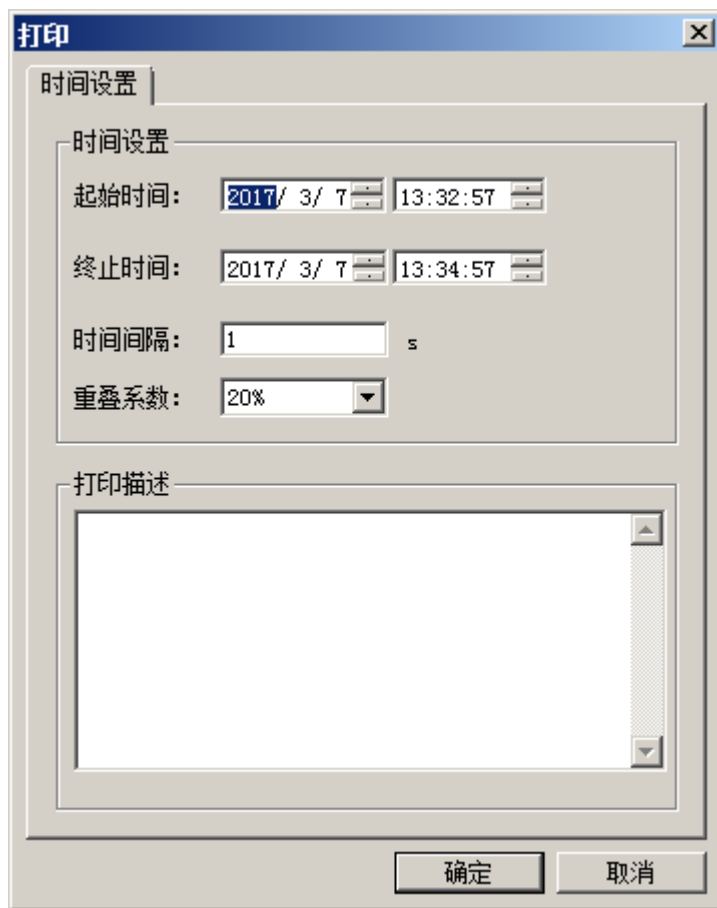 打印
时间设置
时间设置
起始时间： 2017/ 3/ 7 13:32:57
终止时间： 2017/ 3/ 7 13:34:57
时间间隔： 1 s
重叠系数： 20%
打印描述
确定 取消